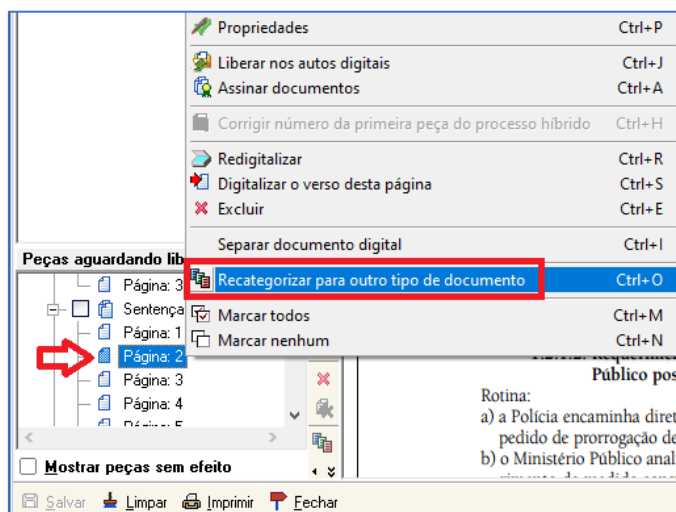 Propriedades Ctrl+P
Liberar nos autos digitais Ctrl+J
Assinar documentos Ctrl+A
Corrigir número da primeira peça do processo híbrido Ctrl+H
Redigitalizar Ctrl+R
Digitalizar o verso desta página Ctrl+S
Excluir Ctrl+E
Separar documento digital Ctrl+I
Recategorizar para outro tipo de documento Ctrl+O
Marcar todos Ctrl+M
Marcar nenhum Ctrl+N
Peças aguardando lib
Página: 3
Sentença
Página: 1
Página: 2
Página: 3
Página: 4
Mostrar peças sem efeito
Público pos
Rotina:
a) a Polícia encaminha diret
pedido de prorrogação de
b) o Ministério Público anal
Salvar Limpar Imprimir Fechar